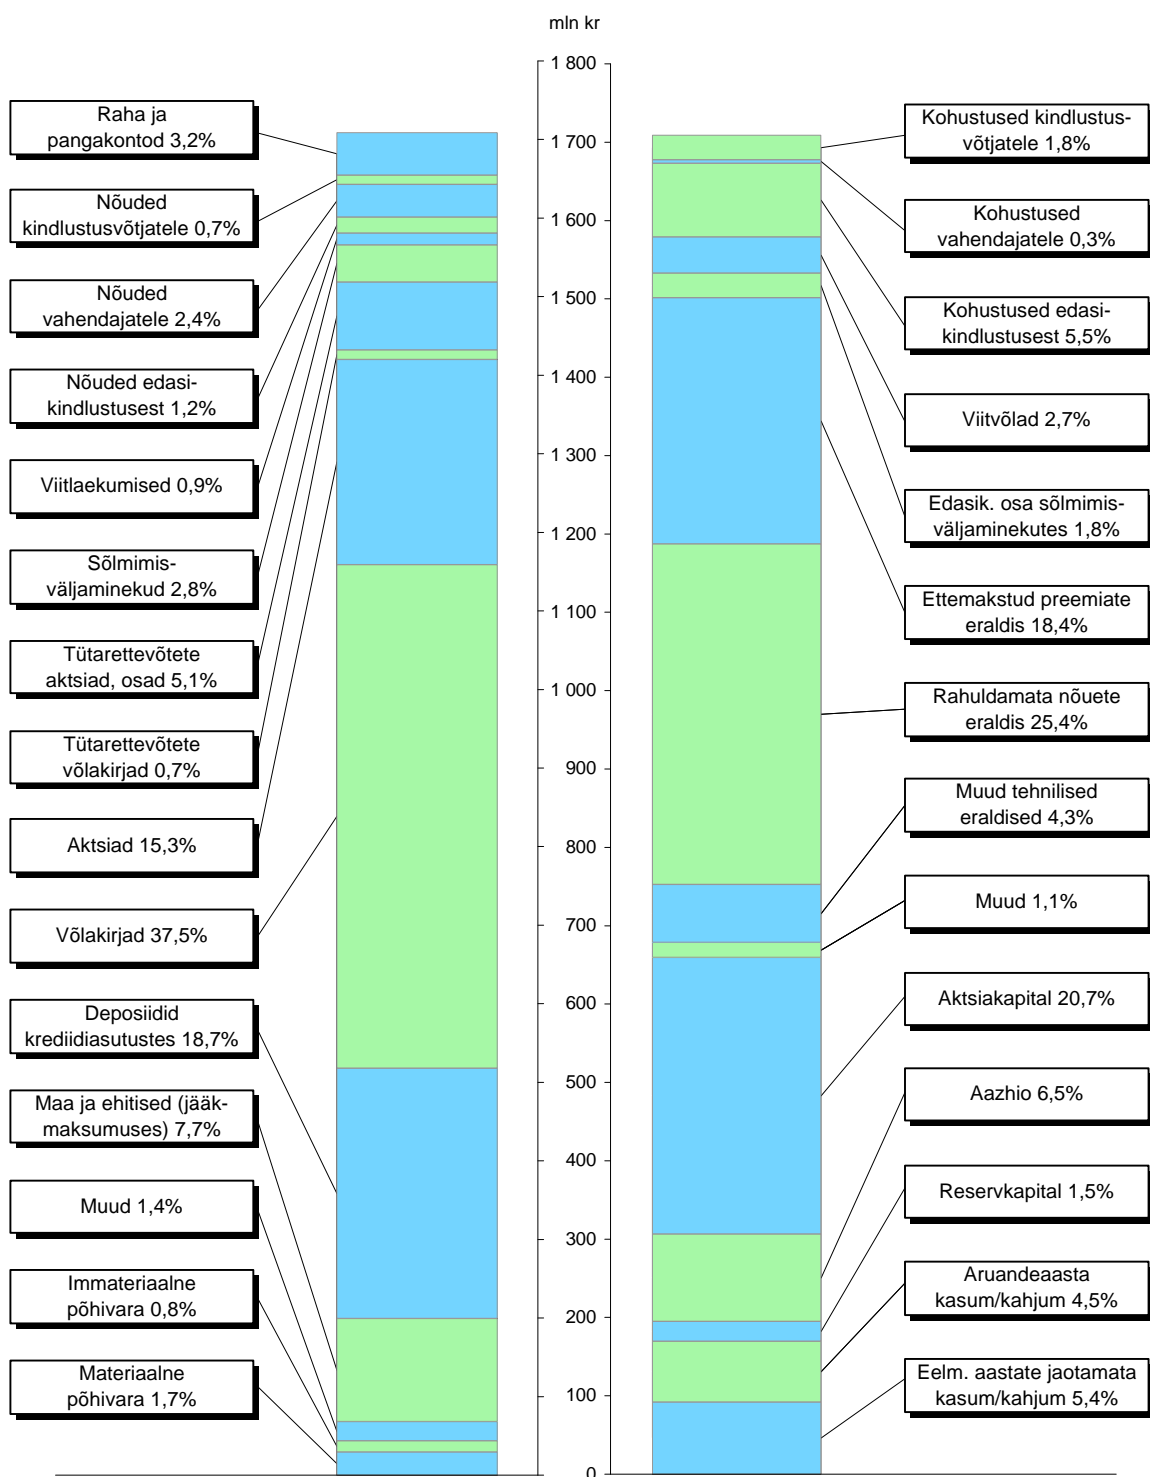 mln kr
Raha ja
pangakontod 3,2%
Nõuded
kindlustusvõtjatele 0,7%
Nõuded
vahendajatele 2,4%
Nõuded edasi-
kindlustusest 1,2%
Viitlaekumised 0,9%
Sõlmimis-
väljaminekud 2,8%
Tütarettevõtete
aktsiad, osad 5,1%
Tütarettevõtete
võlakirjad 0,7%
Aktsiad 15,3%
Võlakirjad 37,5%
Deposiidid
krediidiasutustes 18,7%
Maa ja ehitised (jääk-
maksumuses) 7,7%
Muud 1,4%
Immateriaalne
põhivara 0,8%
Materiaalne
põhivara 1,7%
1 800
1 700
1 600
1 500
1 400
1 300
1 200
1 100
1 000
900
800
700
600
500
400
300
200
100
0
Kohustused kindlustus-
võtjatele 1,8%
Kohustused
vahendajatele 0,3%
Kohustused edasi-
kindlustusest 5,5%
Viitvõlad 2,7%
Edasik. osa sõlmimis-
väljaminekutes 1,8%
Ettemakstud preemiate
eraldis 18,4%
Rahuldamata nõuete
eraldis 25,4%
Muud tehnilised
eraldised 4,3%
Muud 1,1%
Aktsiakapital 20,7%
Aazhio 6,5%
Reservkapital 1,5%
Aruandeaasta
kasum/kahjum 4,5%
Eelm. aastate jaotamata
kasum/kahjum 5,4%